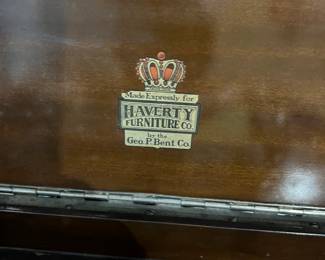 Made Expressly for
HAVERTY
FURNITURE CO.
by the
Geo. P. Bent Co.